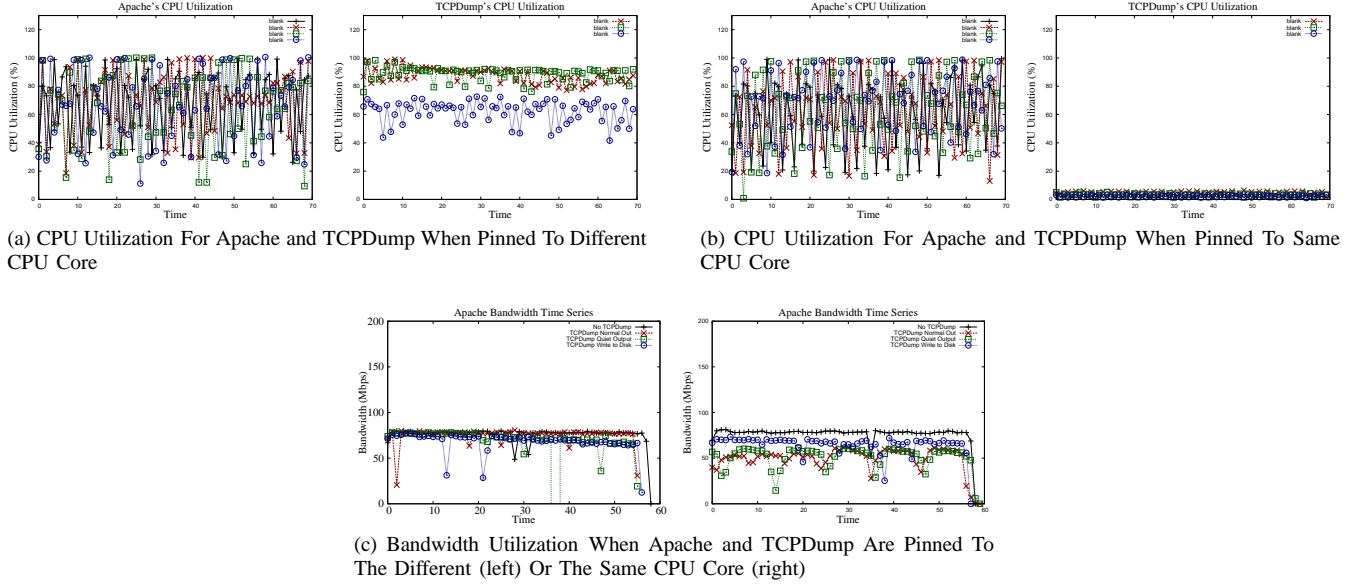 Apache's CPU Utilization
CPU Utilization (%)
120
100
80
60
40
20
0
0 10 20 30 40 50 60 70
Time
blank
blank
blank
blank
TCPDump's CPU Utilization
CPU Utilization (%)
120
100
80
60
40
20
0
0 10 20 30 40 50 60 70
Time
blank
blank
blank
(a) CPU Utilization For Apache and TCPDump When Pinned To Different
CPU Core
Apache's CPU Utilization
CPU Utilization (%)
120
100
80
60
40
20
0
0 10 20 30 40 50 60 70
Time
blank
blank
blank
blank
TCPDump's CPU Utilization
CPU Utilization (%)
120
100
80
60
40
20
0
0 10 20 30 40 50 60 70
Time
blank
blank
blank
(b) CPU Utilization For Apache and TCPDump When Pinned To Same
CPU Core
Apache Bandwidth Time Series
Bandwidth (Mbps)
200
150
100
50
0
0 10 20 30 40 50 60
Time
No TCPDump
TCPDump Normal Out
TCPDump Quiet Output
TCPDump Write to Disk
Apache Bandwidth Time Series
Bandwidth (Mbps)
200
150
100
50
0
0 10 20 30 40 50 60
Time
No TCPDump
TCPDump Normal Out
TCPDump Quiet Output
TCPDump Write to Disk
(c) Bandwidth Utilization When Apache and TCPDump Are Pinned To
The Different (left) Or The Same CPU Core (right)